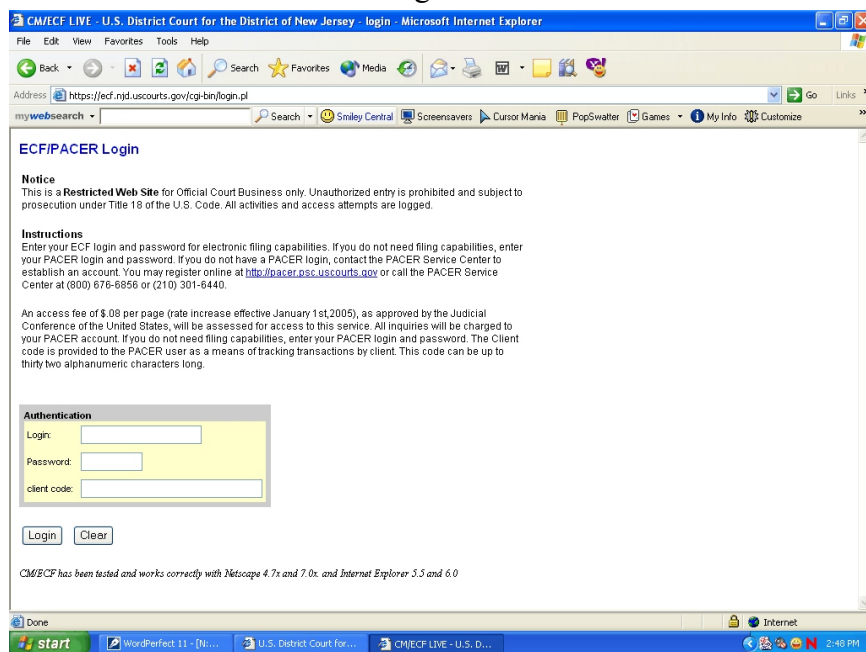 CM/ECF LIVE - U.S. District Court for the District of New Jersey - login - Microsoft Internet Explorer
File Edit View Favorites Tools Help
Back Search Favorites Media
Address https://ecf.njd.uscourts.gov/cgi-bin/login.pl Go Links »
mywebsearch Search Smiley Central Screensavers Cursor Mania PopSwatter Games My Info Customize »
ECF/PACER Login
Notice
This is a Restricted Web Site for Official Court Business only. Unauthorized entry is prohibited and subject to
prosecution under Title 18 of the U.S. Code. All activities and access attempts are logged.
Instructions
Enter your ECF login and password for electronic filing capabilities. If you do not need filing capabilities, enter
your PACER login and password. If you do not have a PACER login, contact the PACER Service Center to
establish an account. You may register online at http://pacer.psc.uscourts.gov or call the PACER Service
Center at (800) 676-6856 or (210) 301-6440.
An access fee of $.08 per page (rate increase effective January 1st,2005), as approved by the Judicial
Conference of the United States, will be assessed for access to this service. All inquiries will be charged to
your PACER account. If you do not need filing capabilities, enter your PACER login and password. The Client
code is provided to the PACER user as a means of tracking transactions by client. This code can be up to
thirty two alphanumeric characters long.
Authentication
Login:
Password:
client code:
Login Clear
CM/ECF has been tested and works correctly with Netscape 4.7x and 7.0x. and Internet Explorer 5.5 and 6.0
Done Internet
start WordPerfect 11 - [N:... U.S. District Court for... CM/ECF LIVE - U.S. D... N 2:48 PM